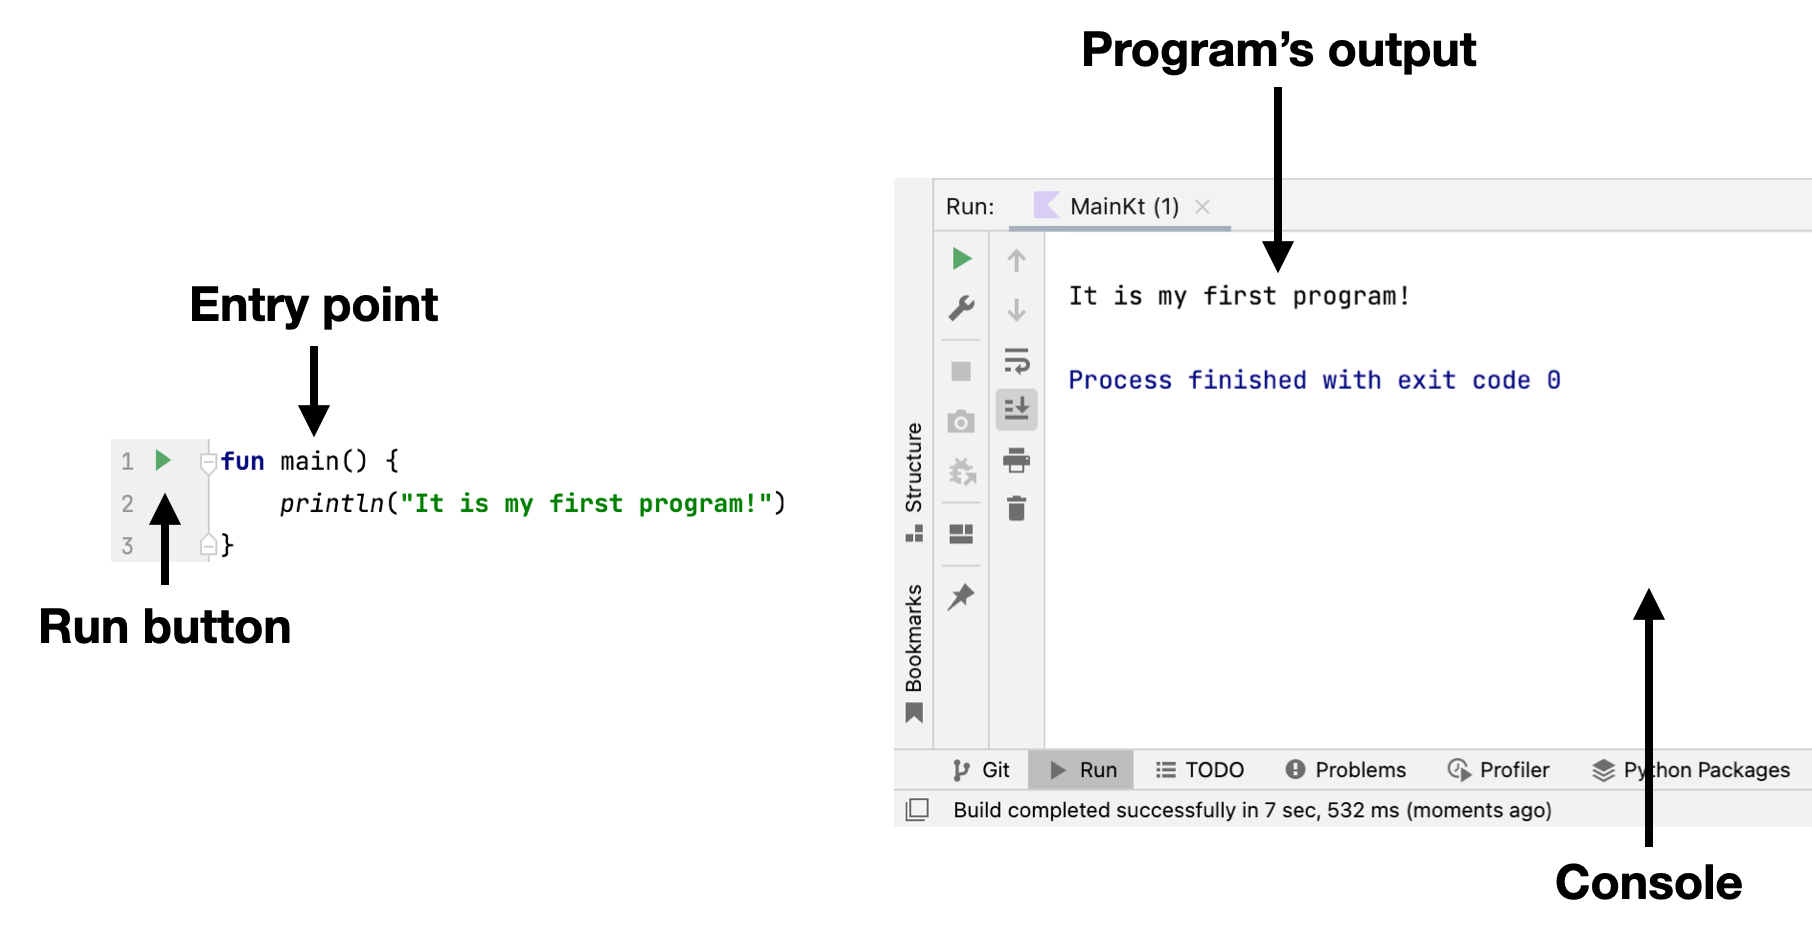 Program’s output
Run: MainKt (1)
It is my first program!
Process finished with exit code 0
Structure
Bookmarks
Entry point
1 fun main() {
2 println("It is my first program!")
3 }
Run button
Git Run TODO Problems Profiler Python Packages
Build completed successfully in 7 sec, 532 ms (moments ago)
Console